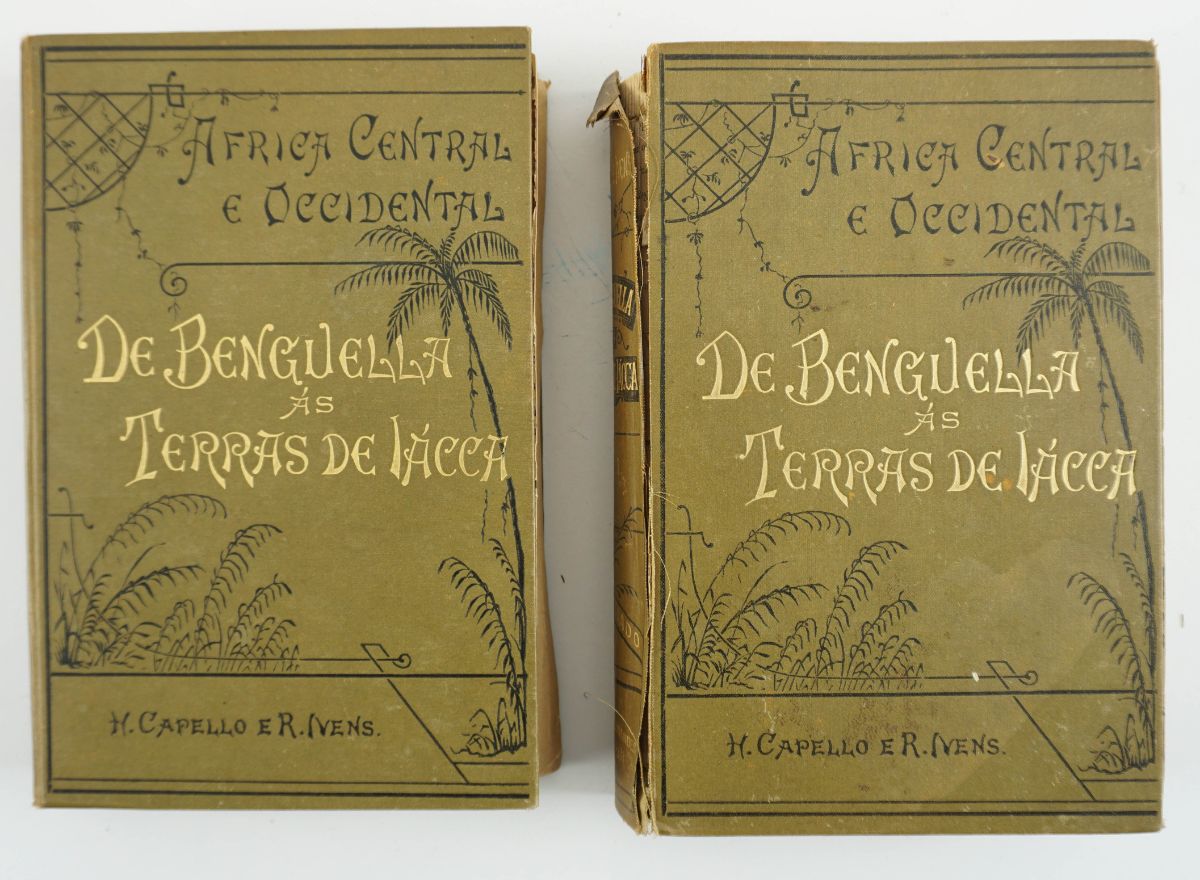 AFRICA CENTRAL
E OCCIDENTAL
DE BENGUELLA
ÁS
TERRAS DE IÁCCA
H. CAPELLO E R. IVENS.
AFRICA CENTRAL
E OCCIDENTAL
DE BENGUELLA
ÁS
TERRAS DE IÁCCA
H. CAPELLO E R. IVENS.